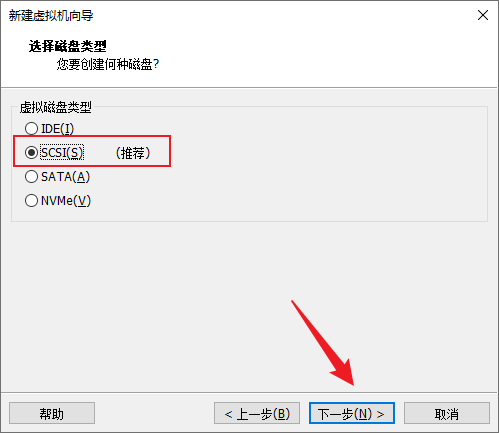 新建虚拟机向导
选择磁盘类型
您要创建何种磁盘?
虚拟磁盘类型
IDE(I)
SCSI(S) （推荐）
SATA(A)
NVMe(V)
帮助 < 上一步(B) 下一步(N) > 取消